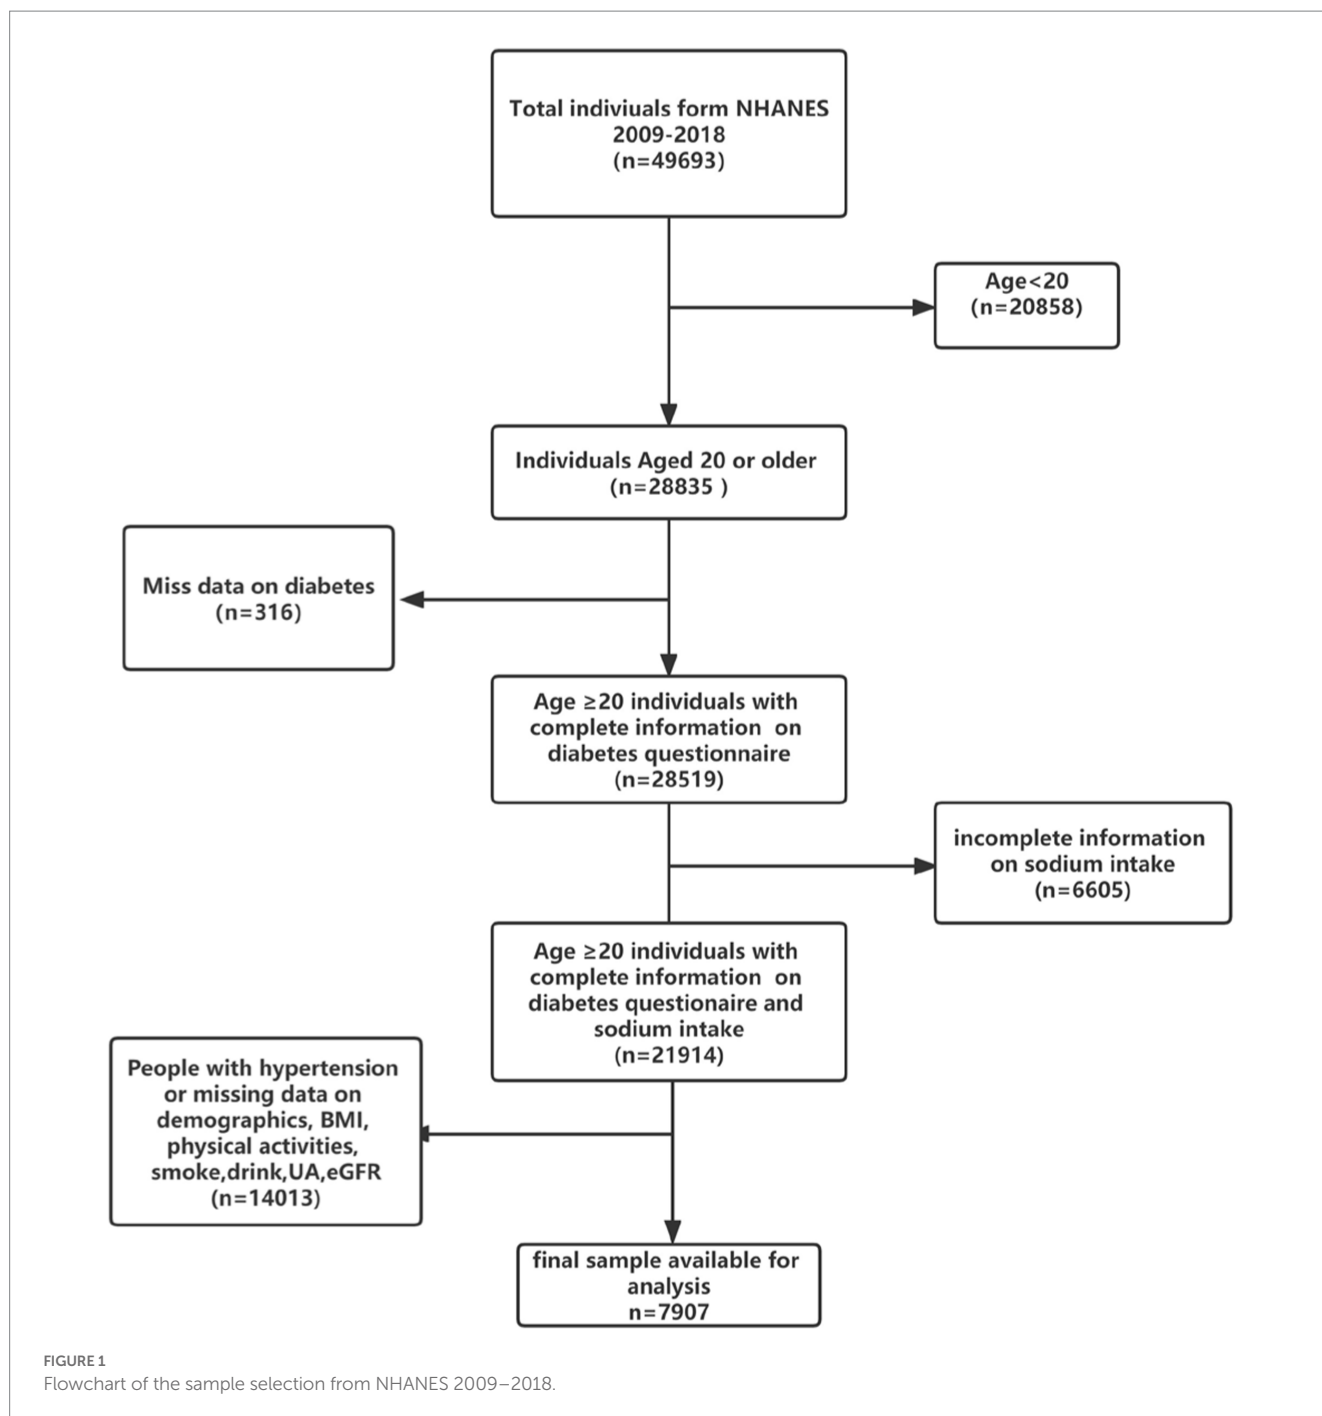 Total indiviuals form NHANES
2009-2018
(n=49693)
Age<20
(n=20858)
Individuals Aged 20 or older
(n=28835 )
Miss data on diabetes
(n=316)
Age ≥20 individuals with
complete information on
diabetes questionnaire
(n=28519)
incomplete information
on sodium intake
(n=6605)
Age ≥20 individuals with
complete information on
diabetes questionaire and
sodium intake
(n=21914)
People with hypertension
or missing data on
demographics, BMI,
physical activities,
smoke,drink,UA,eGFR
(n=14013)
final sample available for
analysis
n=7907
FIGURE 1
Flowchart of the sample selection from NHANES 2009–2018.